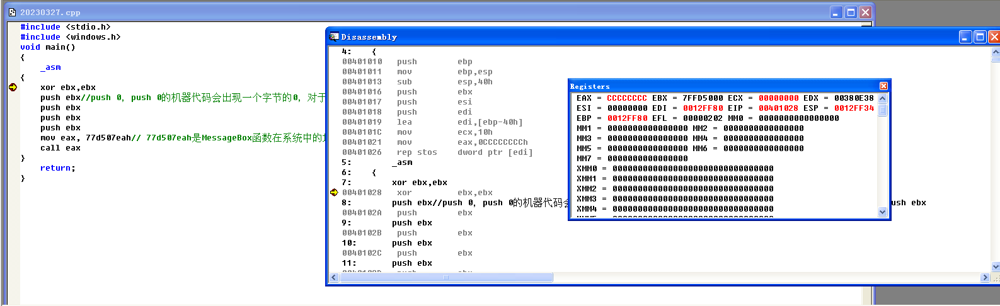 20230327.cpp
#include <stdio.h>
#include <windows.h>
void main()
{
_asm
{
xor ebx,ebx
push ebx//push 0, push 0的机器代码会出现一个字节的0, 对于
push ebx
push ebx
push ebx
mov eax, 77d507eah// 77d507eah是MessageBox函数在系统中的
call eax
}
return;
}
Disassembly
4: {
00401010 push ebp
00401011 mov ebp,esp
00401013 sub esp,40h
00401016 push ebx
00401017 push esi
00401018 push edi
00401019 lea edi,[ebp-40h]
0040101C mov ecx,10h
00401021 mov eax,0CCCCCCCCh
00401026 rep stos dword ptr [edi]
5: _asm
6: {
7: xor ebx,ebx
00401028 xor ebx,ebx
8: push ebx//push 0, push 0的机器代码会 ush ebx
0040102A push ebx
9: push ebx
0040102B push ebx
10: push ebx
0040102C push ebx
11: push ebx
Registers
EAX = CCCCCCCC EBX = 7FFD5000 ECX = 00000000 EDX = 00380E38
ESI = 00000000 EDI = 0012FF80 EIP = 00401028 ESP = 0012FF34
EBP = 0012FF80 EFL = 00000202 MM0 = 0000000000000000
MM1 = 0000000000000000 MM2 = 0000000000000000
MM3 = 0000000000000000 MM4 = 0000000000000000
MM5 = 0000000000000000 MM6 = 0000000000000000
MM7 = 0000000000000000
XMM0 = 00000000000000000000000000000000
XMM1 = 00000000000000000000000000000000
XMM2 = 00000000000000000000000000000000
XMM3 = 00000000000000000000000000000000
XMM4 = 00000000000000000000000000000000